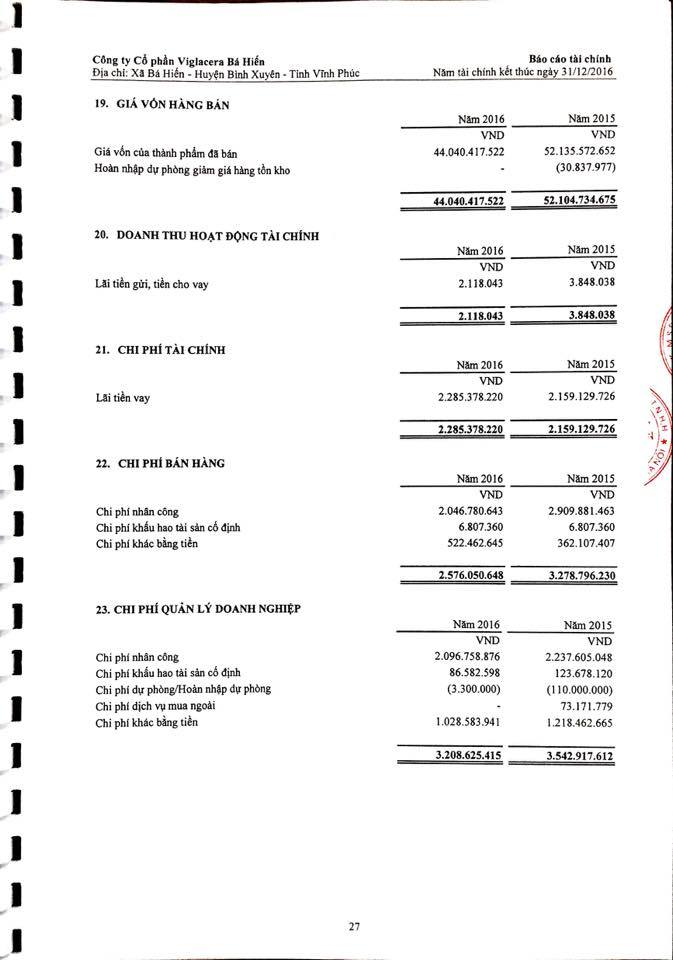 Công ty Cổ phần Viglacera Bá Hiến Báo cáo tài chính
Địa chỉ: Xã Bá Hiến - Huyện Bình Xuyên - Tỉnh Vĩnh Phúc Năm tài chính kết thúc ngày 31/12/2016
19. GIÁ VỐN HÀNG BÁN
Năm 2016 Năm 2015
VND VND
Giá vốn của thành phẩm đã bán 44.040.417.522 52.135.572.652
Hoàn nhập dự phòng giảm giá hàng tồn kho - (30.837.977)
44.040.417.522 52.104.734.675
20. DOANH THU HOẠT ĐỘNG TÀI CHÍNH
Năm 2016 Năm 2015
VND VND
Lãi tiền gửi, tiền cho vay 2.118.043 3.848.038
2.118.043 3.848.038
21. CHI PHÍ TÀI CHÍNH
Năm 2016 Năm 2015
VND VND
Lãi tiền vay 2.285.378.220 2.159.129.726
2.285.378.220 2.159.129.726
22. CHI PHÍ BÁN HÀNG
Năm 2016 Năm 2015
VND VND
Chi phí nhân công 2.046.780.643 2.909.881.463
Chi phí khấu hao tài sản cố định 6.807.360 6.807.360
Chi phí khác bằng tiền 522.462.645 362.107.407
2.576.050.648 3.278.796.230
23. CHI PHÍ QUẢN LÝ DOANH NGHIỆP
Năm 2016 Năm 2015
VND VND
Chi phí nhân công 2.096.758.876 2.237.605.048
Chi phí khấu hao tài sản cố định 86.582.598 123.678.120
Chi phí dự phòng/Hoàn nhập dự phòng (3.300.000) (110.000.000)
Chi phí dịch vụ mua ngoài - 73.171.779
Chi phí khác bằng tiền 1.028.583.941 1.218.462.665
3.208.625.415 3.542.917.612
27